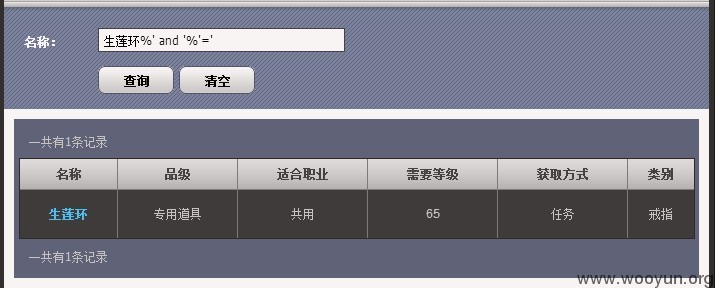 名称： 生莲环%' and '%'='
查询 清空
一共有1条记录
名称 品级 适合职业 需要等级 获取方式 类别
生莲环 专用道具 共用 65 任务 戒指
一共有1条记录
www.wooyun.org